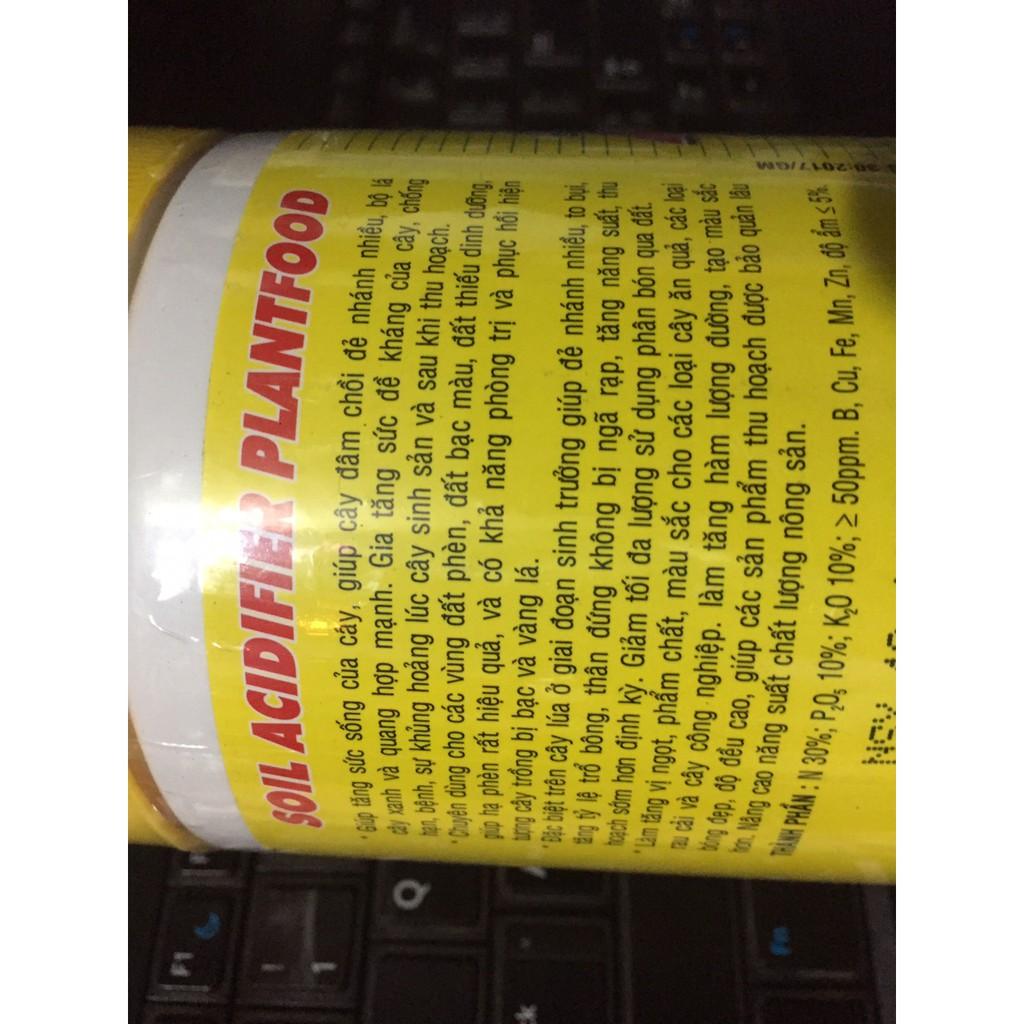 30:2017/GM
SOIL ACIDIFIER PLANTFOOD
* Giúp tăng sức sống của cây, giúp cây đâm chồi đẻ nhánh nhiều, bộ lá
cây xanh và quang hợp mạnh. Gia tăng sức đề kháng của cây, chống
hạn, bệnh, sự khủng hoảng lúc cây sinh sản và sau khi thu hoạch.
* Chuyên dùng cho các vùng đất phèn, đất bạc màu, đất thiếu dinh dưỡng,
giúp hạ phèn rất hiệu quả, và có khả năng phòng trị và phục hồi hiện
tượng cây trồng bị bạc và vàng lá.
* Đặc biệt trên cây lúa ở giai đoạn sinh trưởng giúp đẻ nhánh nhiều, to bụi,
tăng tỷ lệ trổ bông, thân đứng không bị ngã rạp, tăng năng suất, thu
hoạch sớm hơn định kỳ. Giảm tối đa lượng sử dụng phân bón qua đất.
* Làm tăng vị ngọt, phẩm chất, màu sắc cho các loại cây ăn quả, các loại
rau cải và cây công nghiệp. làm tăng hàm lượng đường, tạo màu sắc
bóng đẹp, độ đều cao, giúp các sản phẩm thu hoạch được bảo quản lâu
hơn. Nâng cao năng suất chất lượng nông sản.
THÀNH PHẦN : N 30%; P₂O₅ 10%; K₂O 10%; ≥ 50ppm. B, Cu, Fe, Mn, Zn, độ ẩm ≤ 5%
F1
!
1
Q
Fn